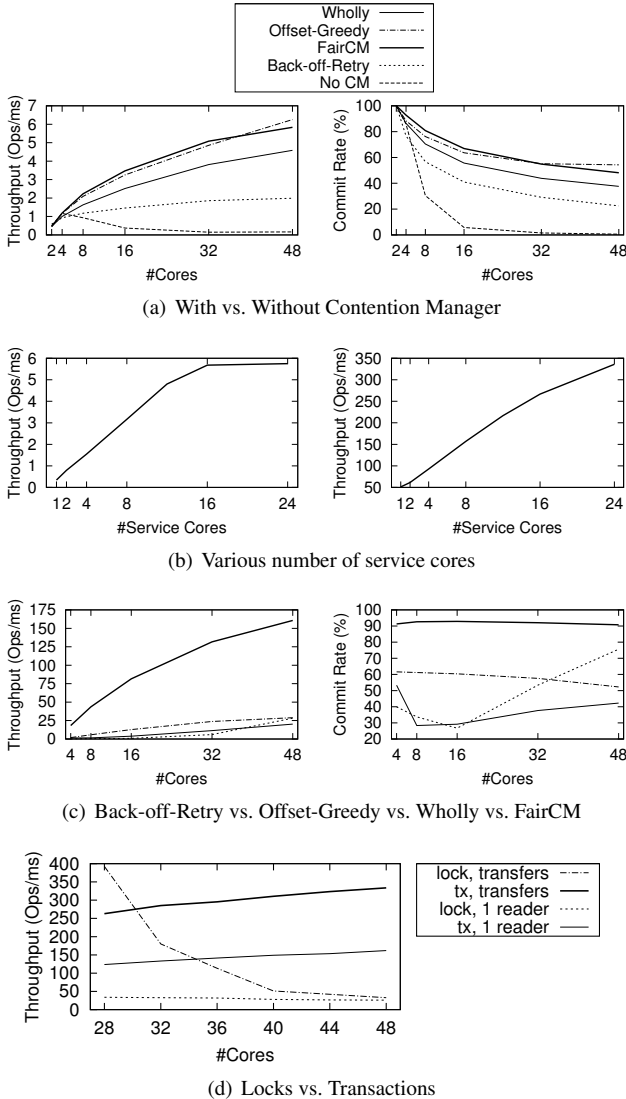 Wholly
Offset-Greedy
FairCM
Back-off-Retry
No CM
Throughput (Ops/ms)
7
6
5
4
3
2
1
0
2 4 8 16 32 48
#Cores
Commit Rate (%)
100
80
60
40
20
0
2 4 8 16 32 48
#Cores
(a) With vs. Without Contention Manager
Throughput (Ops/ms)
6
5
4
3
2
1
0
1 2 4 8 16 24
#Service Cores
Throughput (Ops/ms)
350
300
250
200
150
100
50
1 2 4 8 12 16 24
#Service Cores
(b) Various number of service cores
Throughput (Ops/ms)
175
150
125
100
75
50
25
0
4 8 16 32 48
#Cores
Commit Rate (%)
100
90
80
70
60
50
40
30
20
4 8 16 32 48
#Cores
(c) Back-off-Retry vs. Offset-Greedy vs. Wholly vs. FairCM
Throughput (Ops/ms)
400
350
300
250
200
150
100
50
0
28 32 36 40 44 48
#Cores
lock, transfers
tx, transfers
lock, 1 reader
tx, 1 reader
(d) Locks vs. Transactions